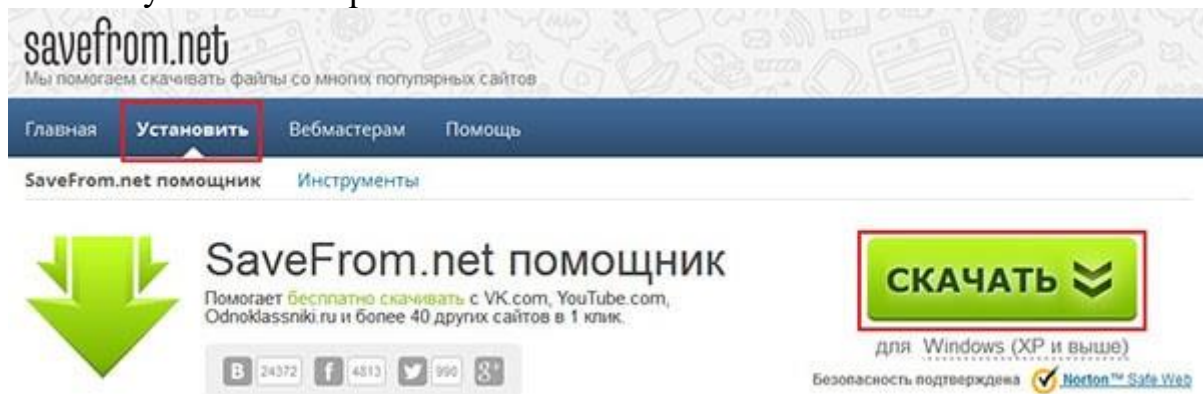 savefrom.net
Мы помогаем скачивать файлы со многих популярных сайтов
Главная Установить Вебмастерам Помощь
SaveFrom.net помощник Инструменты
SaveFrom.net помощник
Помогает бесплатно скачивать с VK.com, YouTube.com,
Odnoklassniki.ru и более 40 других сайтов в 1 клик.
В 24372 f 4813 990 g+
СКАЧАТЬ
для Windows (XP и выше)
Безопасность подтверждена Norton™ Safe Web